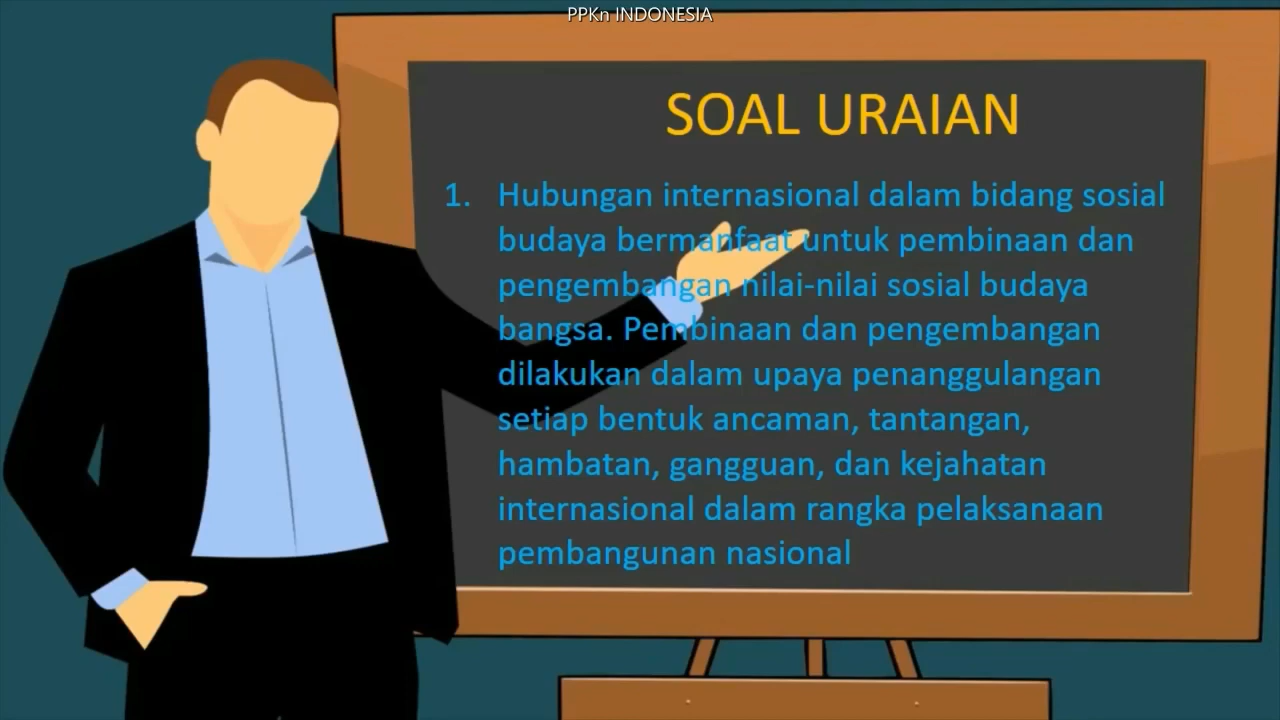 PPKn INDONESIA
SOAL URAIAN
1. Hubungan internasional dalam bidang sosial
budaya bermanfaat untuk pembinaan dan
pengembangan nilai-nilai sosial budaya
bangsa. Pembinaan dan pengembangan
dilakukan dalam upaya penanggulangan
setiap bentuk ancaman, tantangan,
hambatan, gangguan, dan kejahatan
internasional dalam rangka pelaksanaan
pembangunan nasional